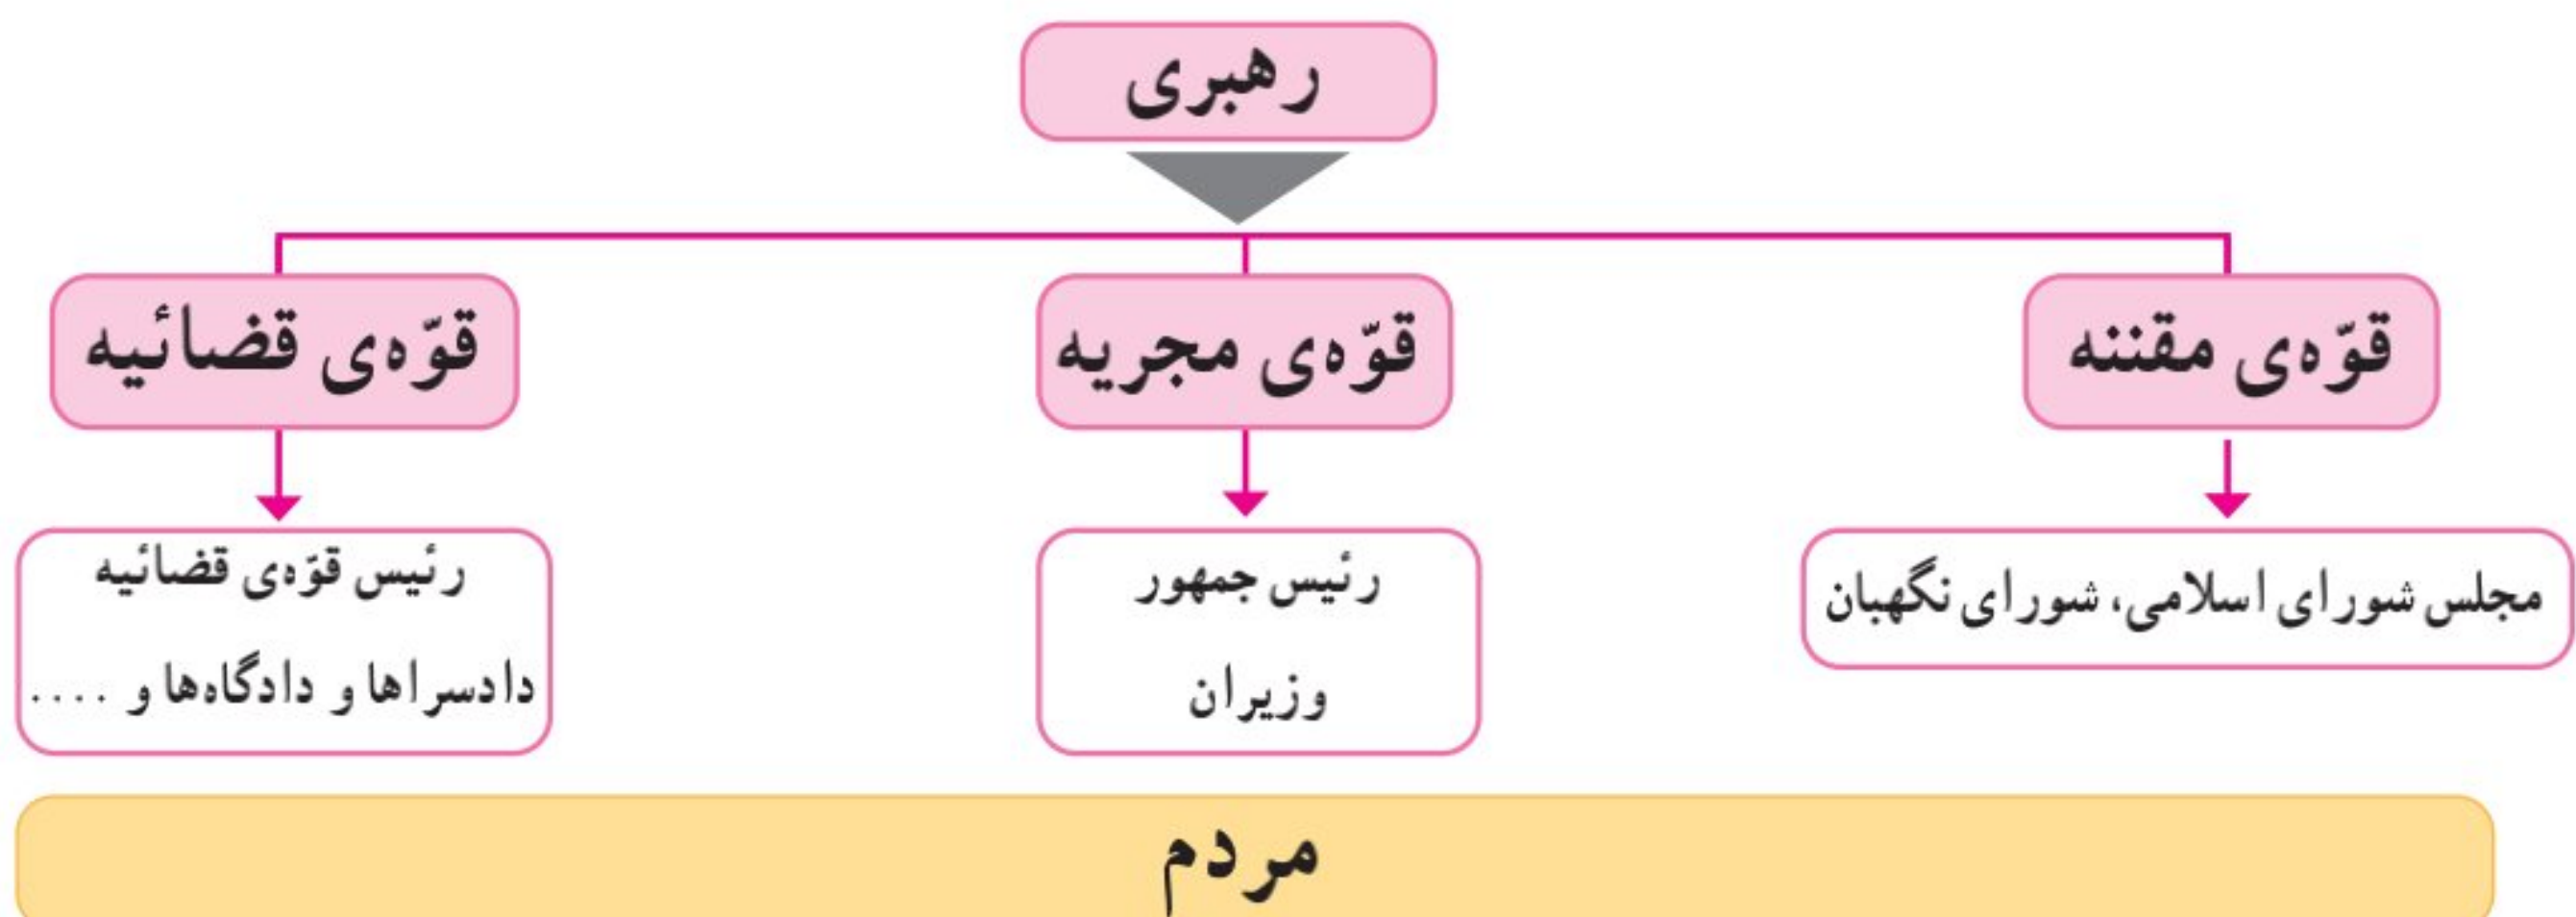 رهبری
قوّه‌ی مقننه
قوّه‌ی مجریه
قوّه‌ی قضائیه
مجلس شورای اسلامی، شورای نگهبان
رئیس جمهور
وزیران
رئیس قوّه‌ی قضائیه
دادسراها و دادگاه‌ها و ....
مردم